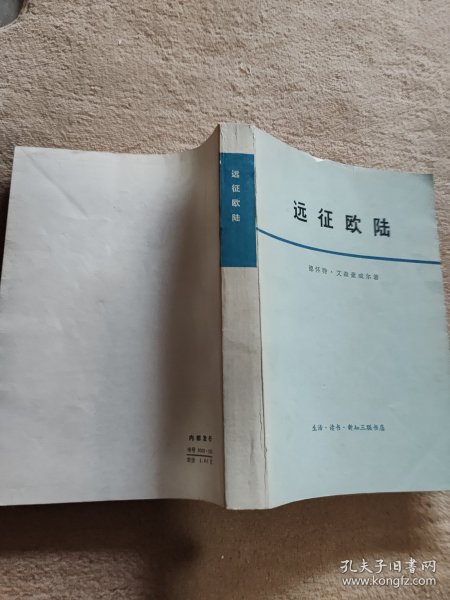 远征欧陆
德怀特·艾森豪威尔著
生活·读书·新知三联书店
远征欧陆
内部发行
孔夫子旧书网
www.kongfz.com